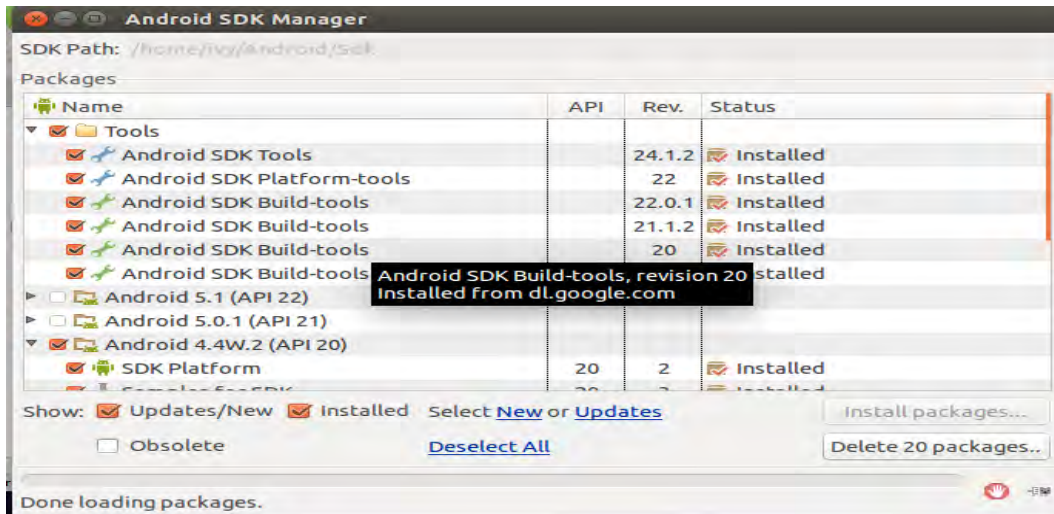 Android SDK Manager
SDK Path: /home/ivy/Android/Sdk
Packages
Name API Rev. Status
Tools
Android SDK Tools 24.1.2 Installed
Android SDK Platform-tools 22 Installed
Android SDK Build-tools 22.0.1 Installed
Android SDK Build-tools 21.1.2 Installed
Android SDK Build-tools 20 Installed
Android SDK Build-tools stalled
Android SDK Build-tools, revision 20
Installed from dl.google.com
Android 5.1 (API 22)
Android 5.0.1 (API 21)
Android 4.4W.2 (API 20)
SDK Platform 20 2 Installed
Show: Updates/New Installed Select New or Updates Install packages...
Obsolete Deselect All Delete 20 packages..
Done loading packages.